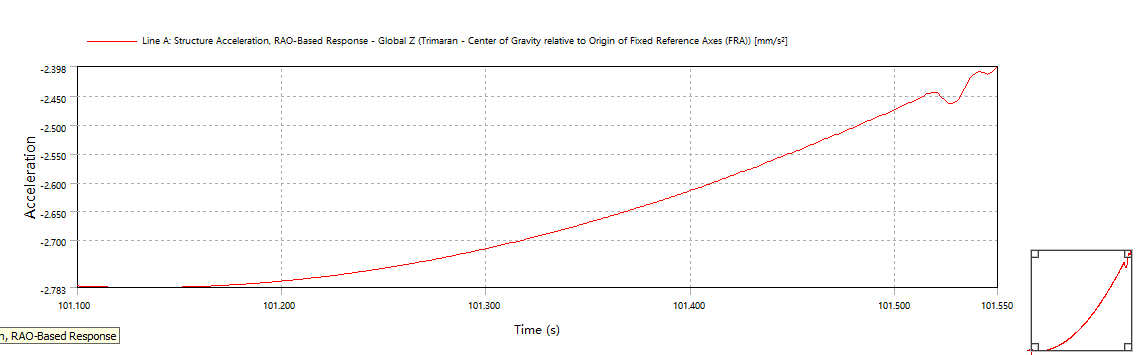 Line A: Structure Acceleration, RAO-Based Response - Global Z (Trimaran - Center of Gravity relative to Origin of Fixed Reference Axes (FRA)) [mm/s²]
-2.398
-2.450
-2.500
-2.550
-2.600
-2.650
-2.700
-2.783
Acceleration
101.100 101.200 101.300 101.400 101.500 101.550
Time (s)
n, RAO-Based Response